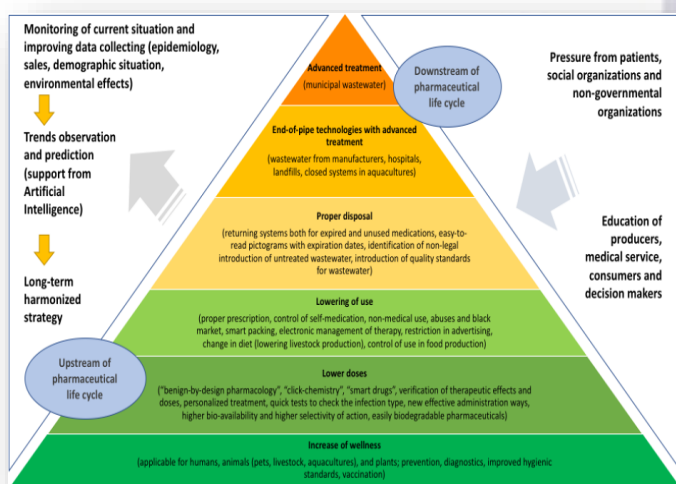 Monitoring of current situation and
improving data collecting (epidemiology,
sales, demographic situation,
environmental effects)
Trends observation
and prediction
(support from
Artificial
Intelligence)
Long-term
harmonized
strategy
Upstream of
pharmaceutical
life cycle
Advanced treatment
(municipal wastewater)
End-of-pipe technologies with advanced
treatment
(wastewater from manufacturers, hospitals,
landfills, closed systems in aquacultures)
Proper disposal
(returning systems both for expired and unused medications, easy-to-
read pictograms with expiration dates, identification of non-legal
introduction of untreated wastewater, introduction of quality standards
for wastewater)
Lowering of use
(proper prescription, control of self-medication, non-medical use, abuses and black
market, smart packing, electronic management of therapy, restriction in advertising,
change in diet (lowering livestock production), control of use in food production)
Lower doses
("benign-by-design pharmacology", "click-chemistry", "smart drugs", verification of therapeutic effects and
doses, personalized treatment, quick tests to check the infection type, new effective administration ways,
higher bio-availability and higher selectivity of action, easily biodegradable pharmaceuticals)
Increase of wellness
(applicable for humans, animals (pets, livestock, aquacultures), and plants; prevention, diagnostics, improved hygienic
standards, vaccination)
Downstream of
pharmaceutical
life cycle
Pressure from patients,
social organizations and
non-governmental
organizations
Education of
producers,
medical service,
consumers and
decision makers